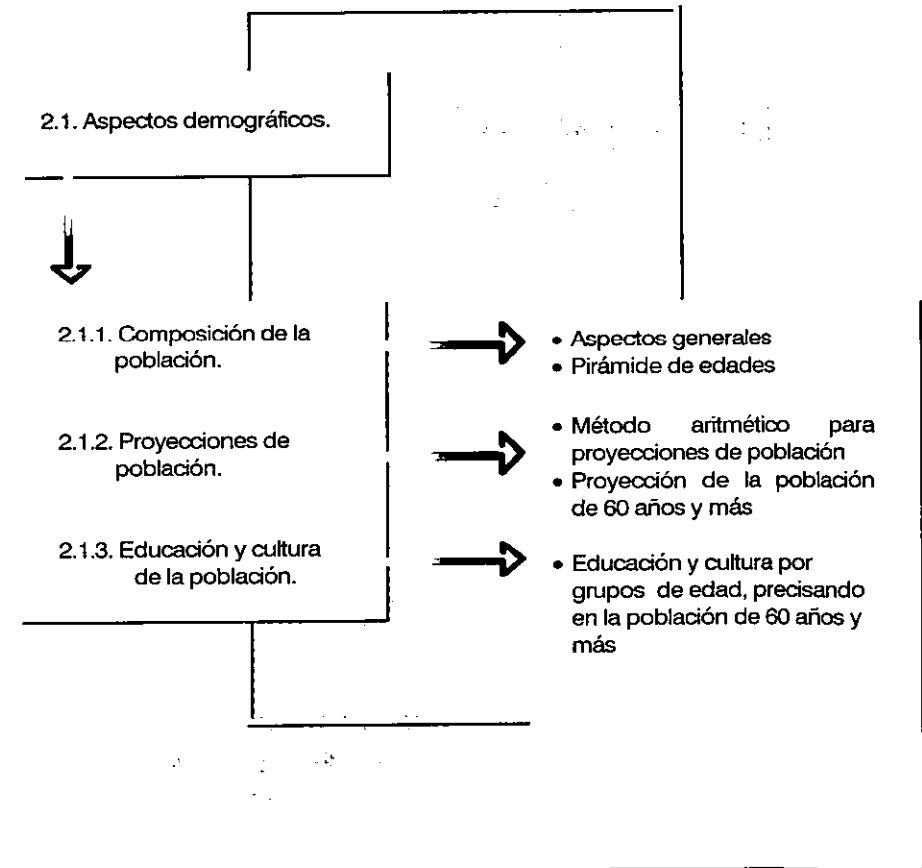 2.1. Aspectos demográficos.
2.1.1. Composición de la
población.
• Aspectos generales
• Pirámide de edades
2.1.2. Proyecciones de
población.
• Método aritmético para
proyecciones de población
• Proyección de la población
de 60 años y más
2.1.3. Educación y cultura
de la población.
• Educación y cultura por
grupos de edad, precisando
en la población de 60 años y
más